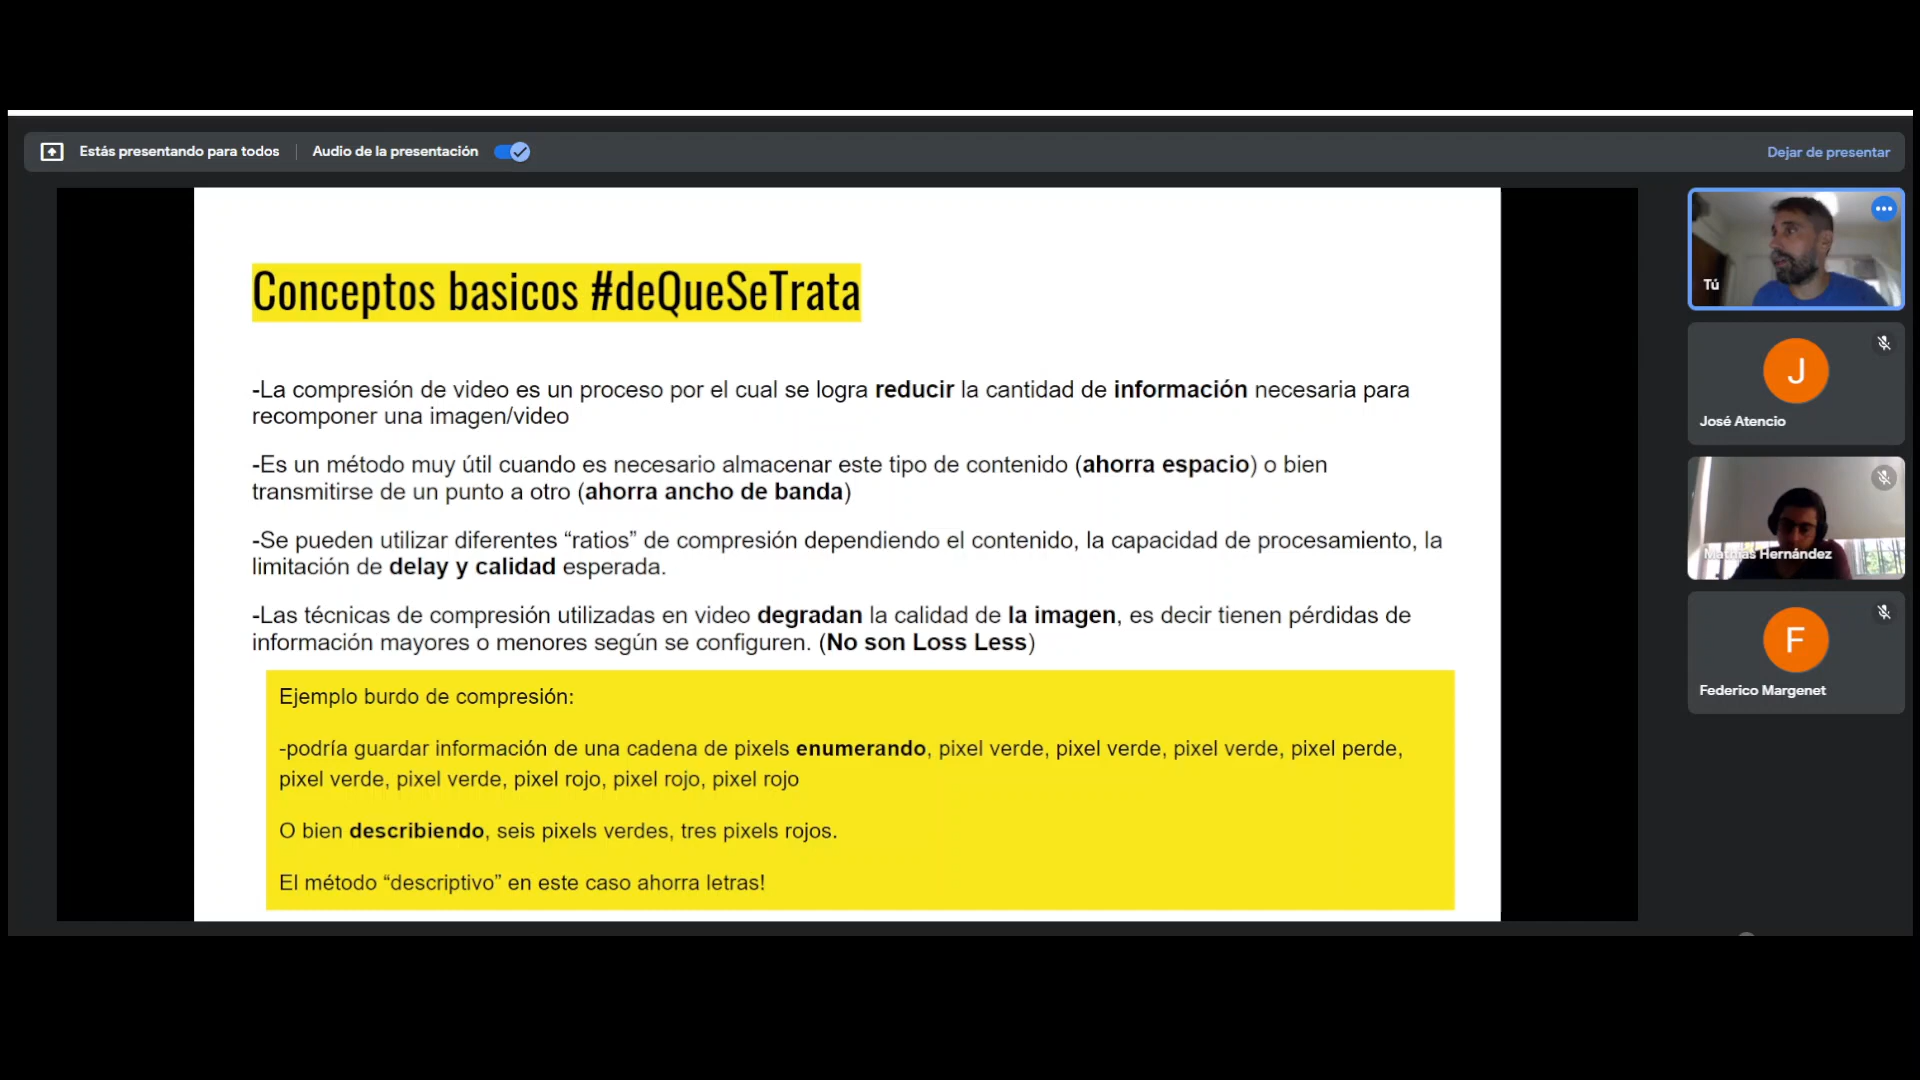 Estás presentando para todos
Audio de la presentación
Dejar de presentar
Conceptos basicos #deQueSeTrata
-La compresión de video es un proceso por el cual se logra reducir la cantidad de información necesaria para
recomponer una imagen/video
-Es un método muy útil cuando es necesario almacenar este tipo de contenido (ahorra espacio) o bien
transmitirse de un punto a otro (ahorra ancho de banda)
-Se pueden utilizar diferentes “ratios” de compresión dependiendo el contenido, la capacidad de procesamiento, la
limitación de delay y calidad esperada.
-Las técnicas de compresión utilizadas en video degradan la calidad de la imagen, es decir tienen pérdidas de
información mayores o menores según se configuren. (No son Loss Less)
Ejemplo burdo de compresión:
-podría guardar información de una cadena de pixels enumerando, pixel verde, pixel verde, pixel verde, pixel perde,
pixel verde, pixel verde, pixel rojo, pixel rojo, pixel rojo
O bien describiendo, seis pixels verdes, tres pixels rojos.
El método “descriptivo” en este caso ahorra letras!
Tú
J
José Atencio
Matías Hernández
F
Federico Margenet